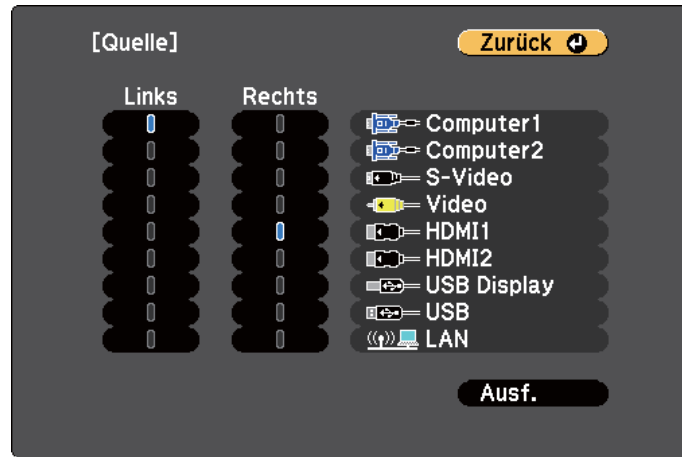 [Quelle] Zurück
Links Rechts
Computer1
Computer2
S-Video
Video
HDMI1
HDMI2
USB Display
USB
LAN
Ausf.